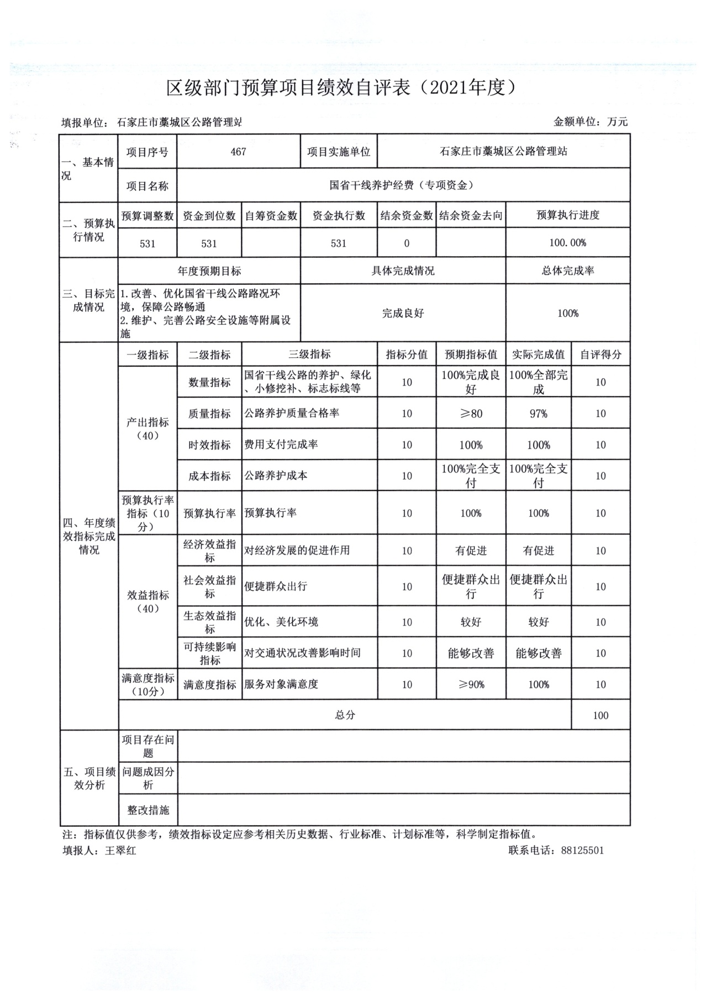 区级部门预算项目绩效自评表（2021年度）
填报单位： 石家庄市藁城区公路管理站 金额单位：万元
一、基本情况
项目序号 467 项目实施单位 石家庄市藁城区公路管理站
项目名称 国省干线养护经费（专项资金）
二、预算执行情况
预算调整数 资金到位数 自筹资金数 资金执行数 结余资金数 结余资金去向 预算执行进度
531 531 531 0 100.00%
三、目标完成情况
年度预期目标 具体完成情况 总体完成率
1.改善、优化国省干线公路路况环
境，保障公路畅通
2.维护、完善公路安全设施等附属设
施
完成良好 100%
四、年度绩效指标完成情况
一级指标 二级指标 三级指标 指标分值 预期指标值 实际完成值 自评得分
产出指标（40）
数量指标 国省干线公路的养护、绿化、小修挖补、标志标线等 10 100%完成良好 100%全部完成 10
质量指标 公路养护质量合格率 10 ≥80 97% 10
时效指标 费用支付完成率 10 100% 100% 10
成本指标 公路养护成本 10 100%完全支付 100%完全支付 10
预算执行率指标（10分） 预算执行率 预算执行率 10 100% 100% 10
效益指标（40）
经济效益指标 对经济发展的促进作用 10 有促进 有促进 10
社会效益指标 便捷群众出行 10 便捷群众出行 便捷群众出行 10
生态效益指标 优化、美化环境 10 较好 较好 10
可持续影响指标 对交通状况改善影响时间 10 能够改善 能够改善 10
满意度指标（10分） 满意度指标 服务对象满意度 10 ≥90% 100% 10
总分 100
五、项目绩效分析
项目存在问题
问题成因分析
整改措施
注：指标值仅供参考，绩效指标设定应参考相关历史数据、行业标准、计划标准等，科学制定指标值。
填报人：王翠红 联系电话：88125501